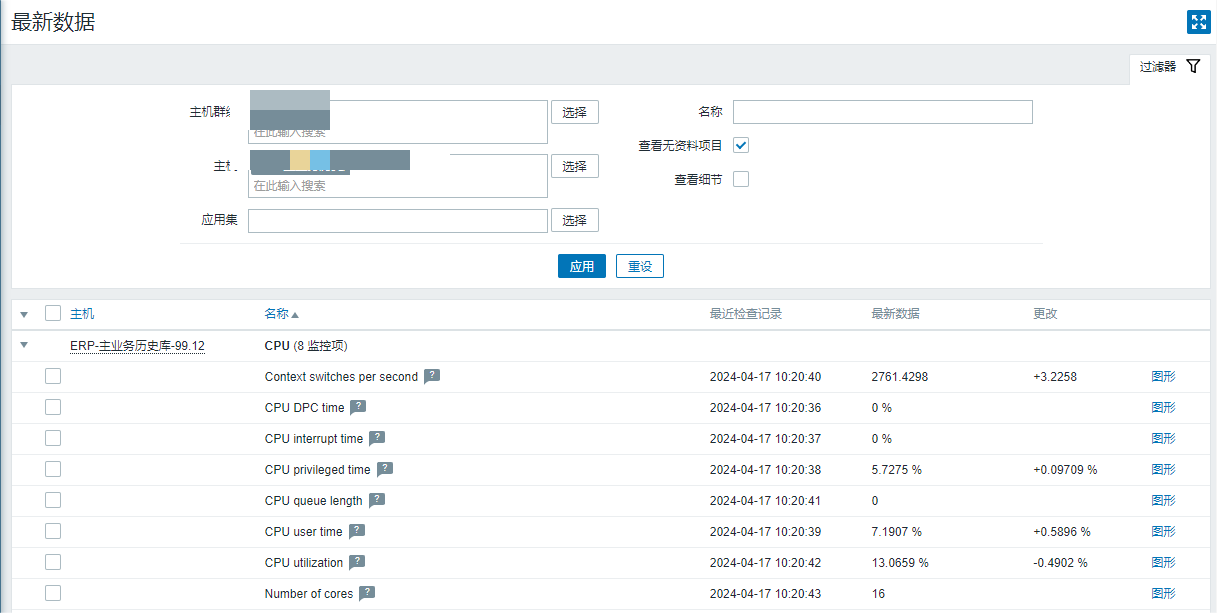 最新数据
过滤器
主机群组 选择 名称
在此输入搜索
查看无资料项目
主机 选择
在此输入搜索 查看细节
应用集 选择
应用 重设
主机 名称 最近检查记录 最新数据 更改
ERP-主业务历史库-99.12 CPU (8 监控项)
Context switches per second ? 2024-04-17 10:20:40 2761.4298 +3.2258 图形
CPU DPC time ? 2024-04-17 10:20:36 0 % 图形
CPU interrupt time ? 2024-04-17 10:20:37 0 % 图形
CPU privileged time ? 2024-04-17 10:20:38 5.7275 % +0.09709 % 图形
CPU queue length ? 2024-04-17 10:20:41 0 图形
CPU user time ? 2024-04-17 10:20:39 7.1907 % +0.5896 % 图形
CPU utilization ? 2024-04-17 10:20:42 13.0659 % -0.4902 % 图形
Number of cores ? 2024-04-17 10:20:43 16 图形